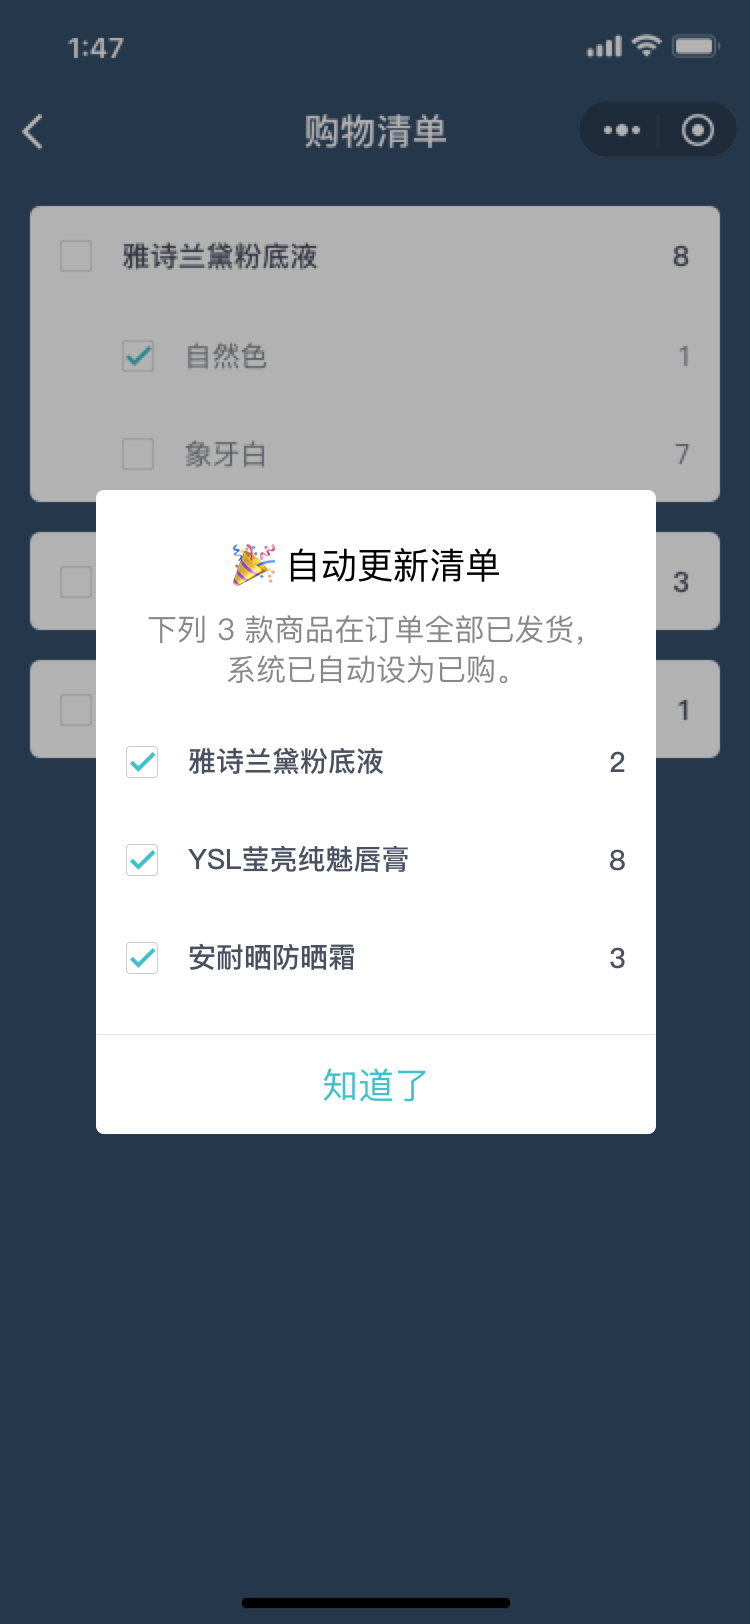 1:47
购物清单
雅诗兰黛粉底液 8
自然色 1
象牙白 7
3
1
🎉 自动更新清单
下列 3 款商品在订单全部已发货，
系统已自动设为已购。
雅诗兰黛粉底液 2
YSL莹亮纯魅唇膏 8
安耐晒防晒霜 3
知道了